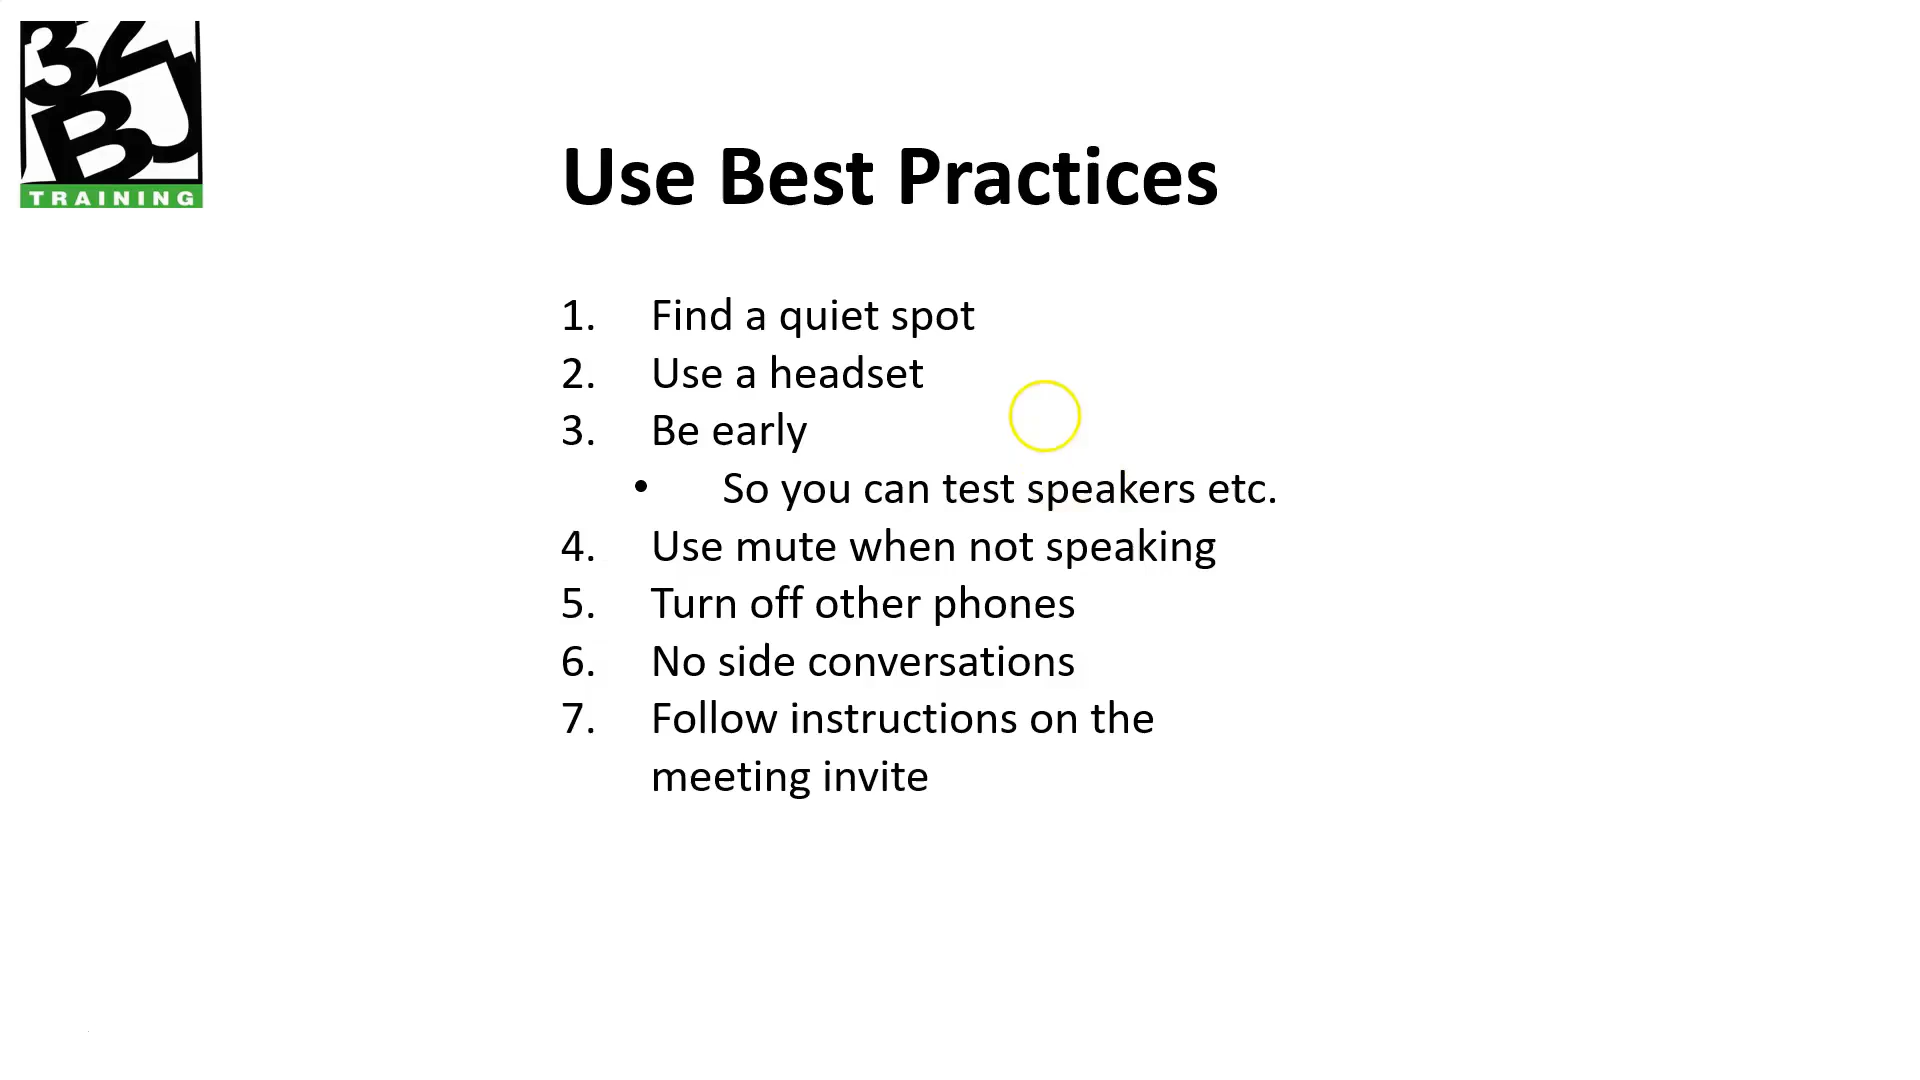 32
BJ
TRAINING
Use Best Practices
1. Find a quiet spot
2. Use a headset
3. Be early
• So you can test speakers etc.
4. Use mute when not speaking
5. Turn off other phones
6. No side conversations
7. Follow instructions on the
meeting invite